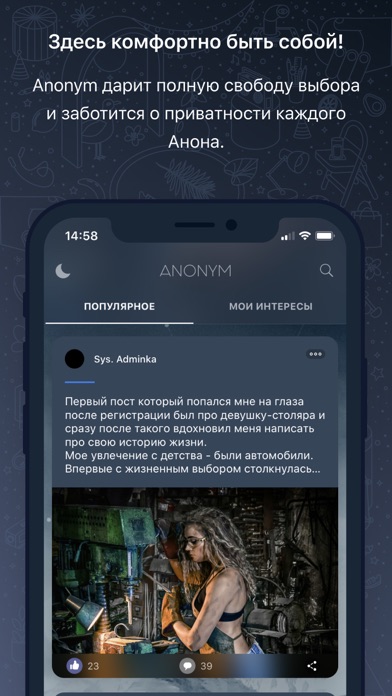 Здесь комфортно быть собой!
Anonym дарит полную свободу выбора
и заботится о приватности каждого
Анона.
14:58
ANONYM
ПОПУЛЯРНОЕ МОИ ИНТЕРЕСЫ
Sys. Adminka
Первый пост который попался мне на глаза
после регистрации был про девушку-столяра и
сразу после такого вдохновил меня написать
про свою историю жизни.
Мое увлечение с детства - были автомобили.
Впервые с жизненным выбором столкнулась...
23 39